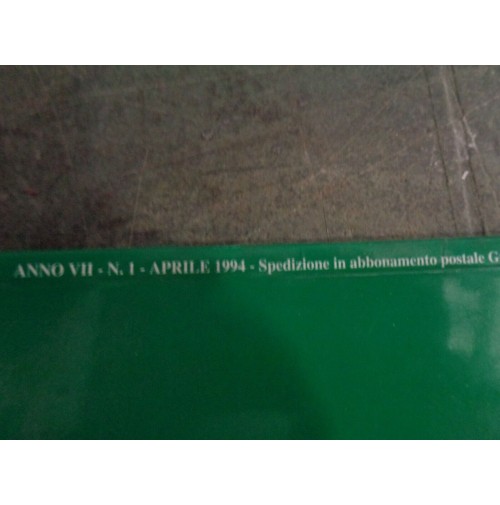 ANNO VII - N. 1 - APRILE 1994 - Spedizione in abbonamento postale G